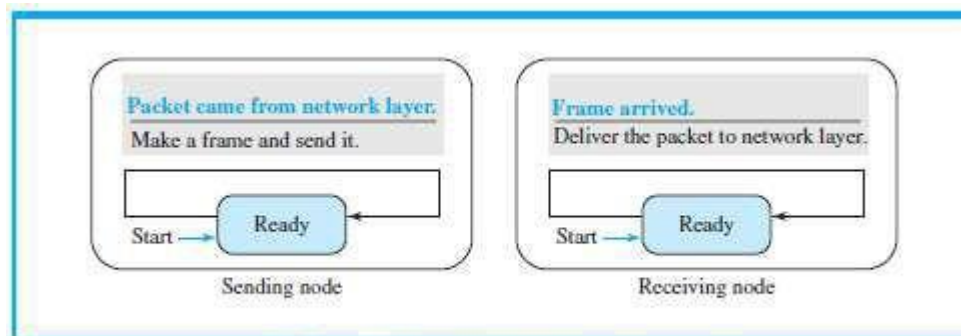 Packet came from network layer.
Make a frame and send it.
Start
Ready
Sending node
Frame arrived.
Deliver the packet to network layer.
Start
Ready
Receiving node